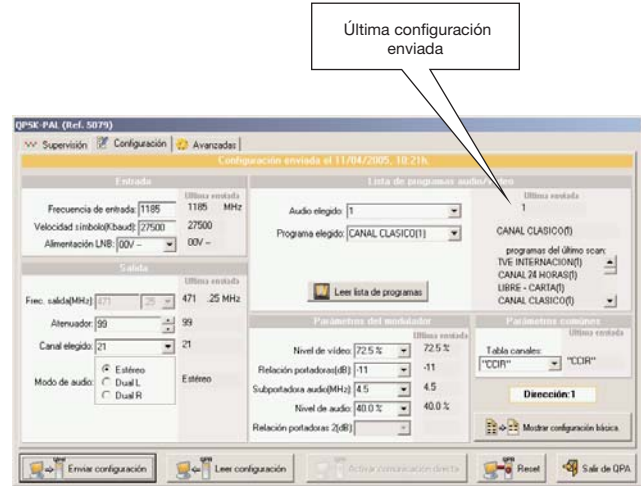 Última configuración
enviada
QPSK-PAL (Ref. 5079)
Supervisión
Configuración
Avanzadas
Configuración enviada el 11/04/2005, 10:21h.
Entrada
Ultima enviada
Frecuencia de entrada: 1185 1185 MHz
Velocidad símbolo(Kbaud): 27500 27500
Alimentación LNB: 00V – 00V –
Salida
Ultima enviada
Frec. salida(MHz): 471 .25 471 .25 MHz
Atenuador: 99 99
Canal elegido: 21 21
Modo de audio: Estéreo Estéreo
Dual L
Dual R
Lista de programas audio/vídeo
Ultima enviada
Audio elegido: 1 1
Programa elegido: CANAL CLASICO(1) CANAL CLASICO(1)
programas del último scan:
TVE INTERNACION(1)
CANAL 24 HORAS(1)
LIBRE - CARTA(1)
CANAL CLASICO(1)
Leer lista de programas
Parámetros del modulador
Ultima enviada
Nivel de vídeo: 72.5 % 72.5 %
Relación portadoras(dB): -11 -11
Subportadora audio(MHz): 4.5 4.5
Nivel de audio: 40.0 % 40.0 %
Relación portadoras 2(dB):
Parámetros comúnes
Ultima enviada
Tabla canales:
"CCIR" "CCIR"
Dirección:1
Mostrar configuración básica.
Enviar configuración
Leer configuración
Activar comunicación directa
Reset
Salir de QPA